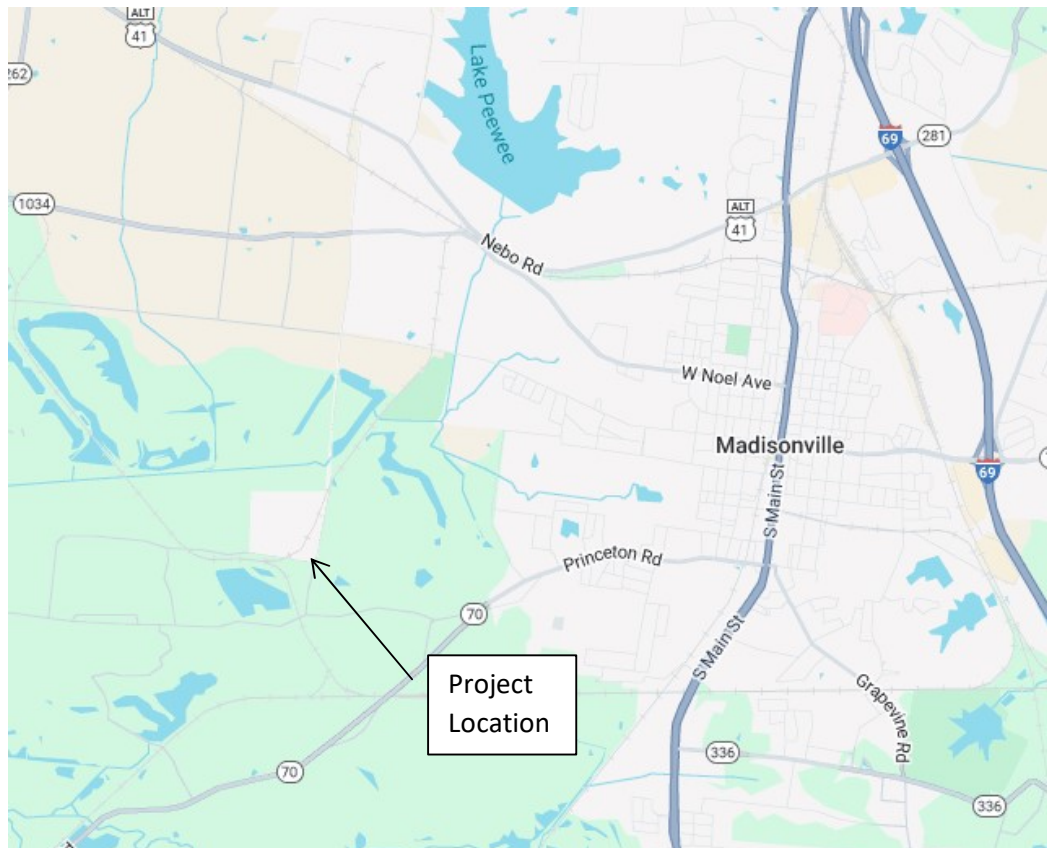 ALT
41
262
Lake Peewee
69
281
1034
ALT
41
Nebo Rd
W Noel Ave
Madisonville
69
S Main St
Princeton Rd
70
S Main St
Project
Location
Grapevine Rd
336
70
336